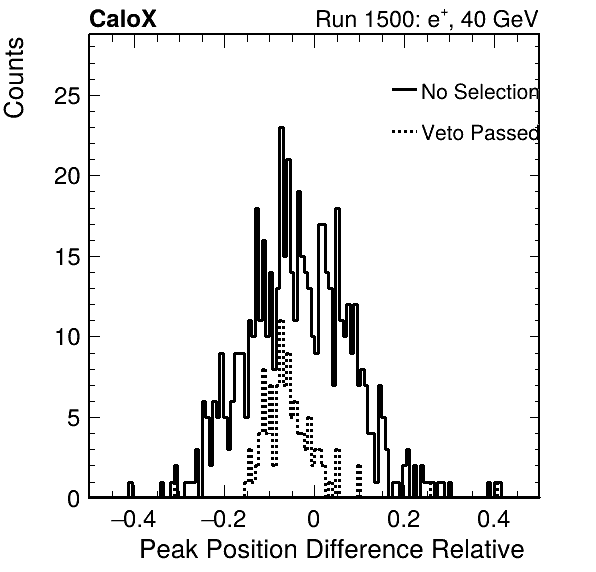 CaloX
Run 1500: e+, 40 GeV
Counts
No Selection
Veto Passed
25
20
15
10
5
0
−0.4 −0.2 0 0.2 0.4
Peak Position Difference Relative